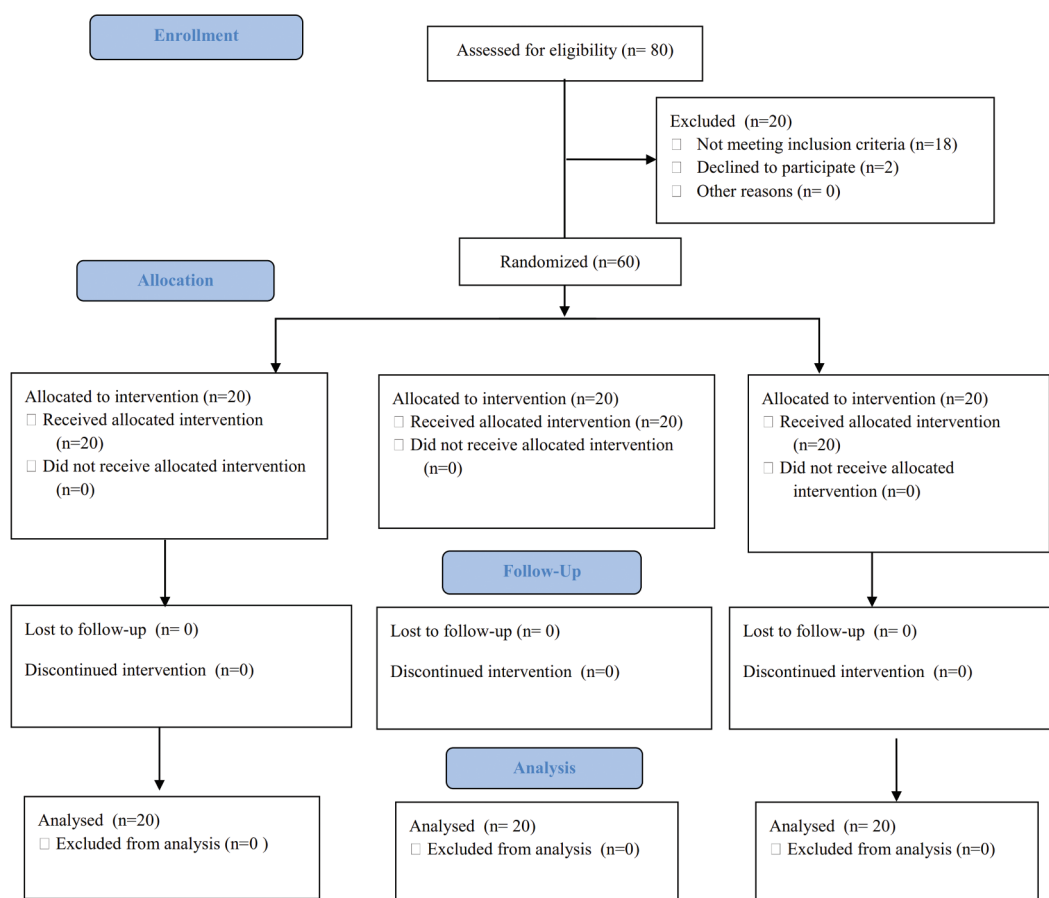 Enrollment
Assessed for eligibility (n= 80)
Excluded (n=20)
Not meeting inclusion criteria (n=18)
Declined to participate (n=2)
Other reasons (n= 0)
Randomized (n=60)
Allocation
Allocated to intervention (n=20)
Received allocated intervention
(n=20)
Did not receive allocated intervention
(n=0)
Allocated to intervention (n=20)
Received allocated intervention (n=20)
Did not receive allocated intervention
(n=0)
Allocated to intervention (n=20)
Received allocated intervention
(n=20)
Did not receive allocated
intervention (n=0)
Follow-Up
Lost to follow-up (n= 0)
Discontinued intervention (n=0)
Lost to follow-up (n= 0)
Discontinued intervention (n=0)
Lost to follow-up (n= 0)
Discontinued intervention (n=0)
Analysis
Analysed (n=20)
Excluded from analysis (n=0 )
Analysed (n= 20)
Excluded from analysis (n=0)
Analysed (n= 20)
Excluded from analysis (n=0)